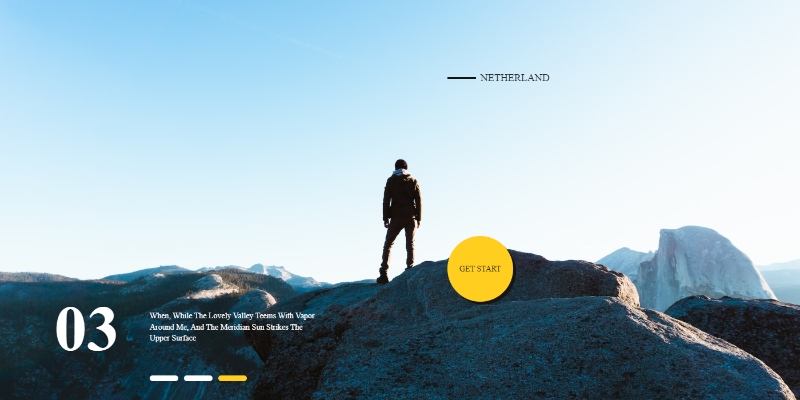 NETHERLAND
GET START
03
When, While The Lovely Valley Teems With Vapor
Around Me, And The Meridian Sun Strikes The
Upper Surface